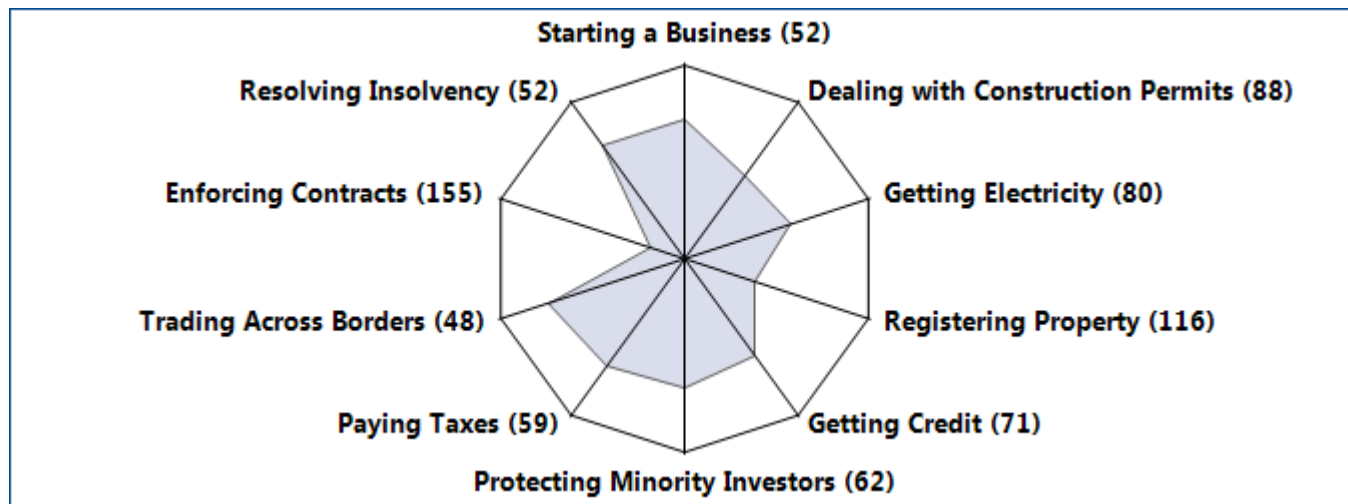 Starting a Business (52)
Resolving Insolvency (52)
Dealing with Construction Permits (88)
Enforcing Contracts (155)
Getting Electricity (80)
Trading Across Borders (48)
Registering Property (116)
Paying Taxes (59)
Getting Credit (71)
Protecting Minority Investors (62)